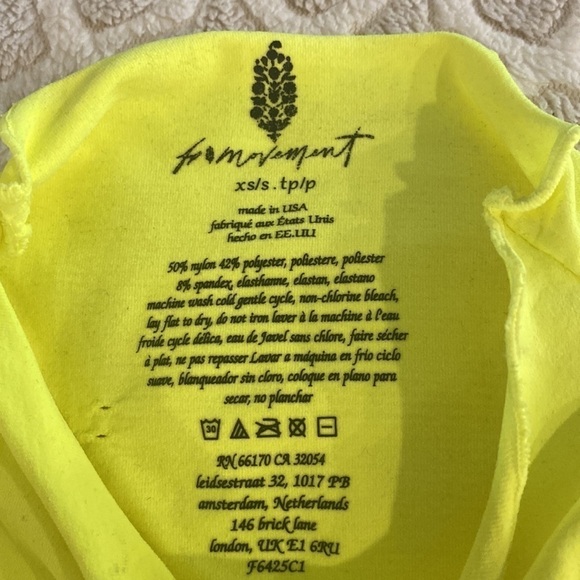 fp movement
xs/s . tp/p
made in USA
fabriqué aux États Unis
hecho en EE.UU
50% nylon 42% polyester, poliestere, poliester
8% spandex, elasthanne, elastan, elastano
machine wash cold gentle cycle, non-chlorine bleach,
lay flat to dry, do not iron laver à la machine à l'eau
froide cycle délica, eau de Javel sans chlore, faire sécher
à plat, ne pas repasser Lavar a máquina en frio ciclo
suave, blanqueador sin cloro, coloque en plano para
secar, no planchar
30
RN 66170 CA 32054
leidsestraat 32, 1017 PB
amsterdam, Netherlands
146 brick lane
london, UK E1 6RU
F6425C1